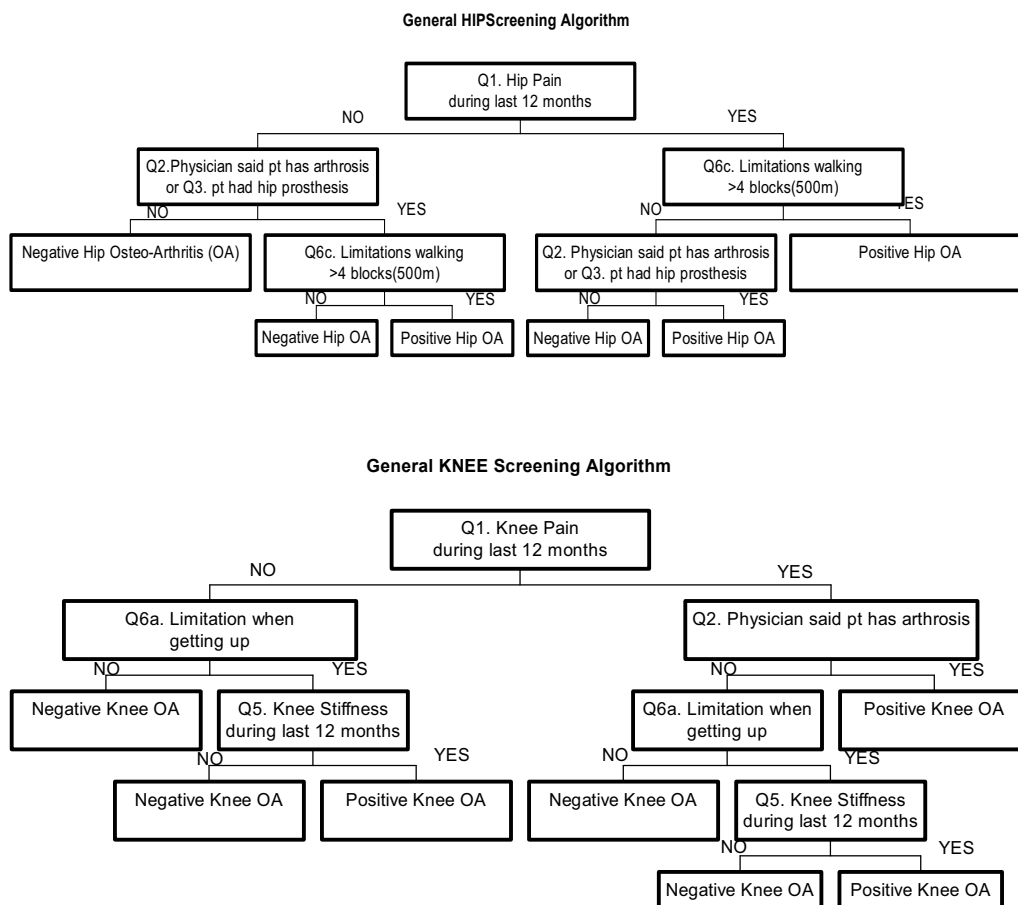 General HIPScreening Algorithm
Q1. Hip Pain
during last 12 months
NO
YES
Q2.Physician said pt has arthrosis
or Q3. pt had hip prosthesis
Q6c. Limitations walking
>4 blocks(500m)
NO
YES
NO
YES
Negative Hip Osteo-Arthritis (OA)
Q6c. Limitations walking
>4 blocks(500m)
Q2. Physician said pt has arthrosis
or Q3. pt had hip prosthesis
Positive Hip OA
NO
YES
NO
YES
Negative Hip OA
Positive Hip OA
Negative Hip OA
Positive Hip OA
General KNEE Screening Algorithm
Q1. Knee Pain
during last 12 months
NO
YES
Q6a. Limitation when
getting up
Q2. Physician said pt has arthrosis
NO
YES
NO
YES
Negative Knee OA
Q5. Knee Stiffness
during last 12 months
Q6a. Limitation when
getting up
Positive Knee OA
NO
YES
NO
YES
Negative Knee OA
Positive Knee OA
Negative Knee OA
Q5. Knee Stiffness
during last 12 months
NO
YES
Negative Knee OA
Positive Knee OA